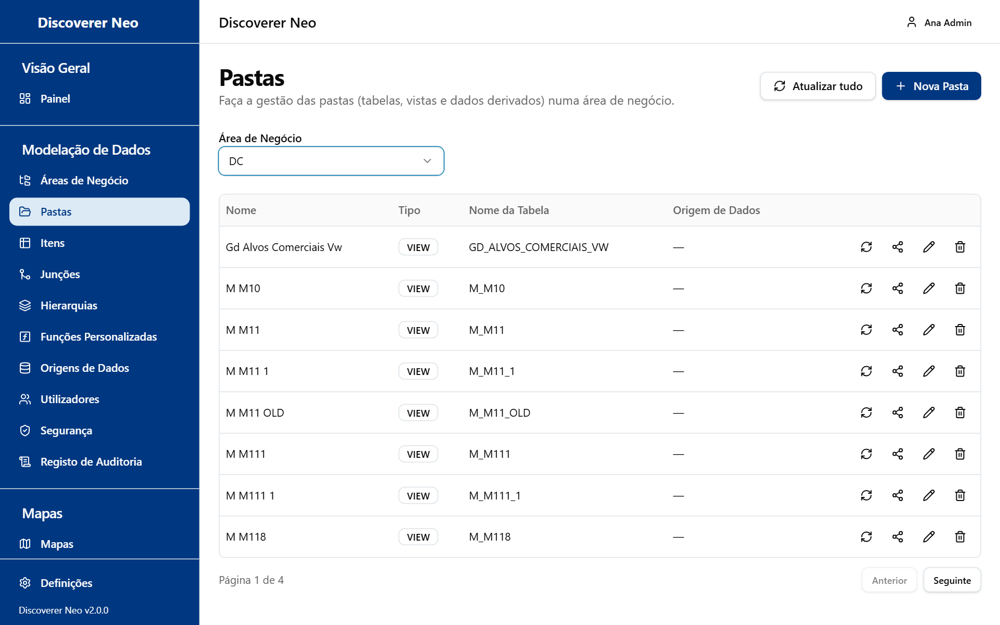 Discoverer Neo
Visão Geral
Painel
Modelação de Dados
Áreas de Negócio
Pastas
Itens
Junções
Hierarquias
Funções Personalizadas
Origens de Dados
Utilizadores
Segurança
Registo de Auditoria
Mapas
Mapas
Definições
Discoverer Neo v2.0.0
Discoverer Neo
Ana Admin
Pastas
Faça a gestão das pastas (tabelas, vistas e dados derivados) numa área de negócio.
Atualizar tudo
Nova Pasta
Área de Negócio
DC
Nome Tipo Nome da Tabela Origem de Dados
Gd Alvos Comerciais Vw VIEW GD_ALVOS_COMERCIAIS_VW —
M M10 VIEW M_M10 —
M M11 VIEW M_M11 —
M M11 1 VIEW M_M11_1 —
M M11 OLD VIEW M_M11_OLD —
M M111 VIEW M_M111 —
M M111 1 VIEW M_M111_1 —
M M118 VIEW M_M118 —
Página 1 de 4
Anterior
Seguinte